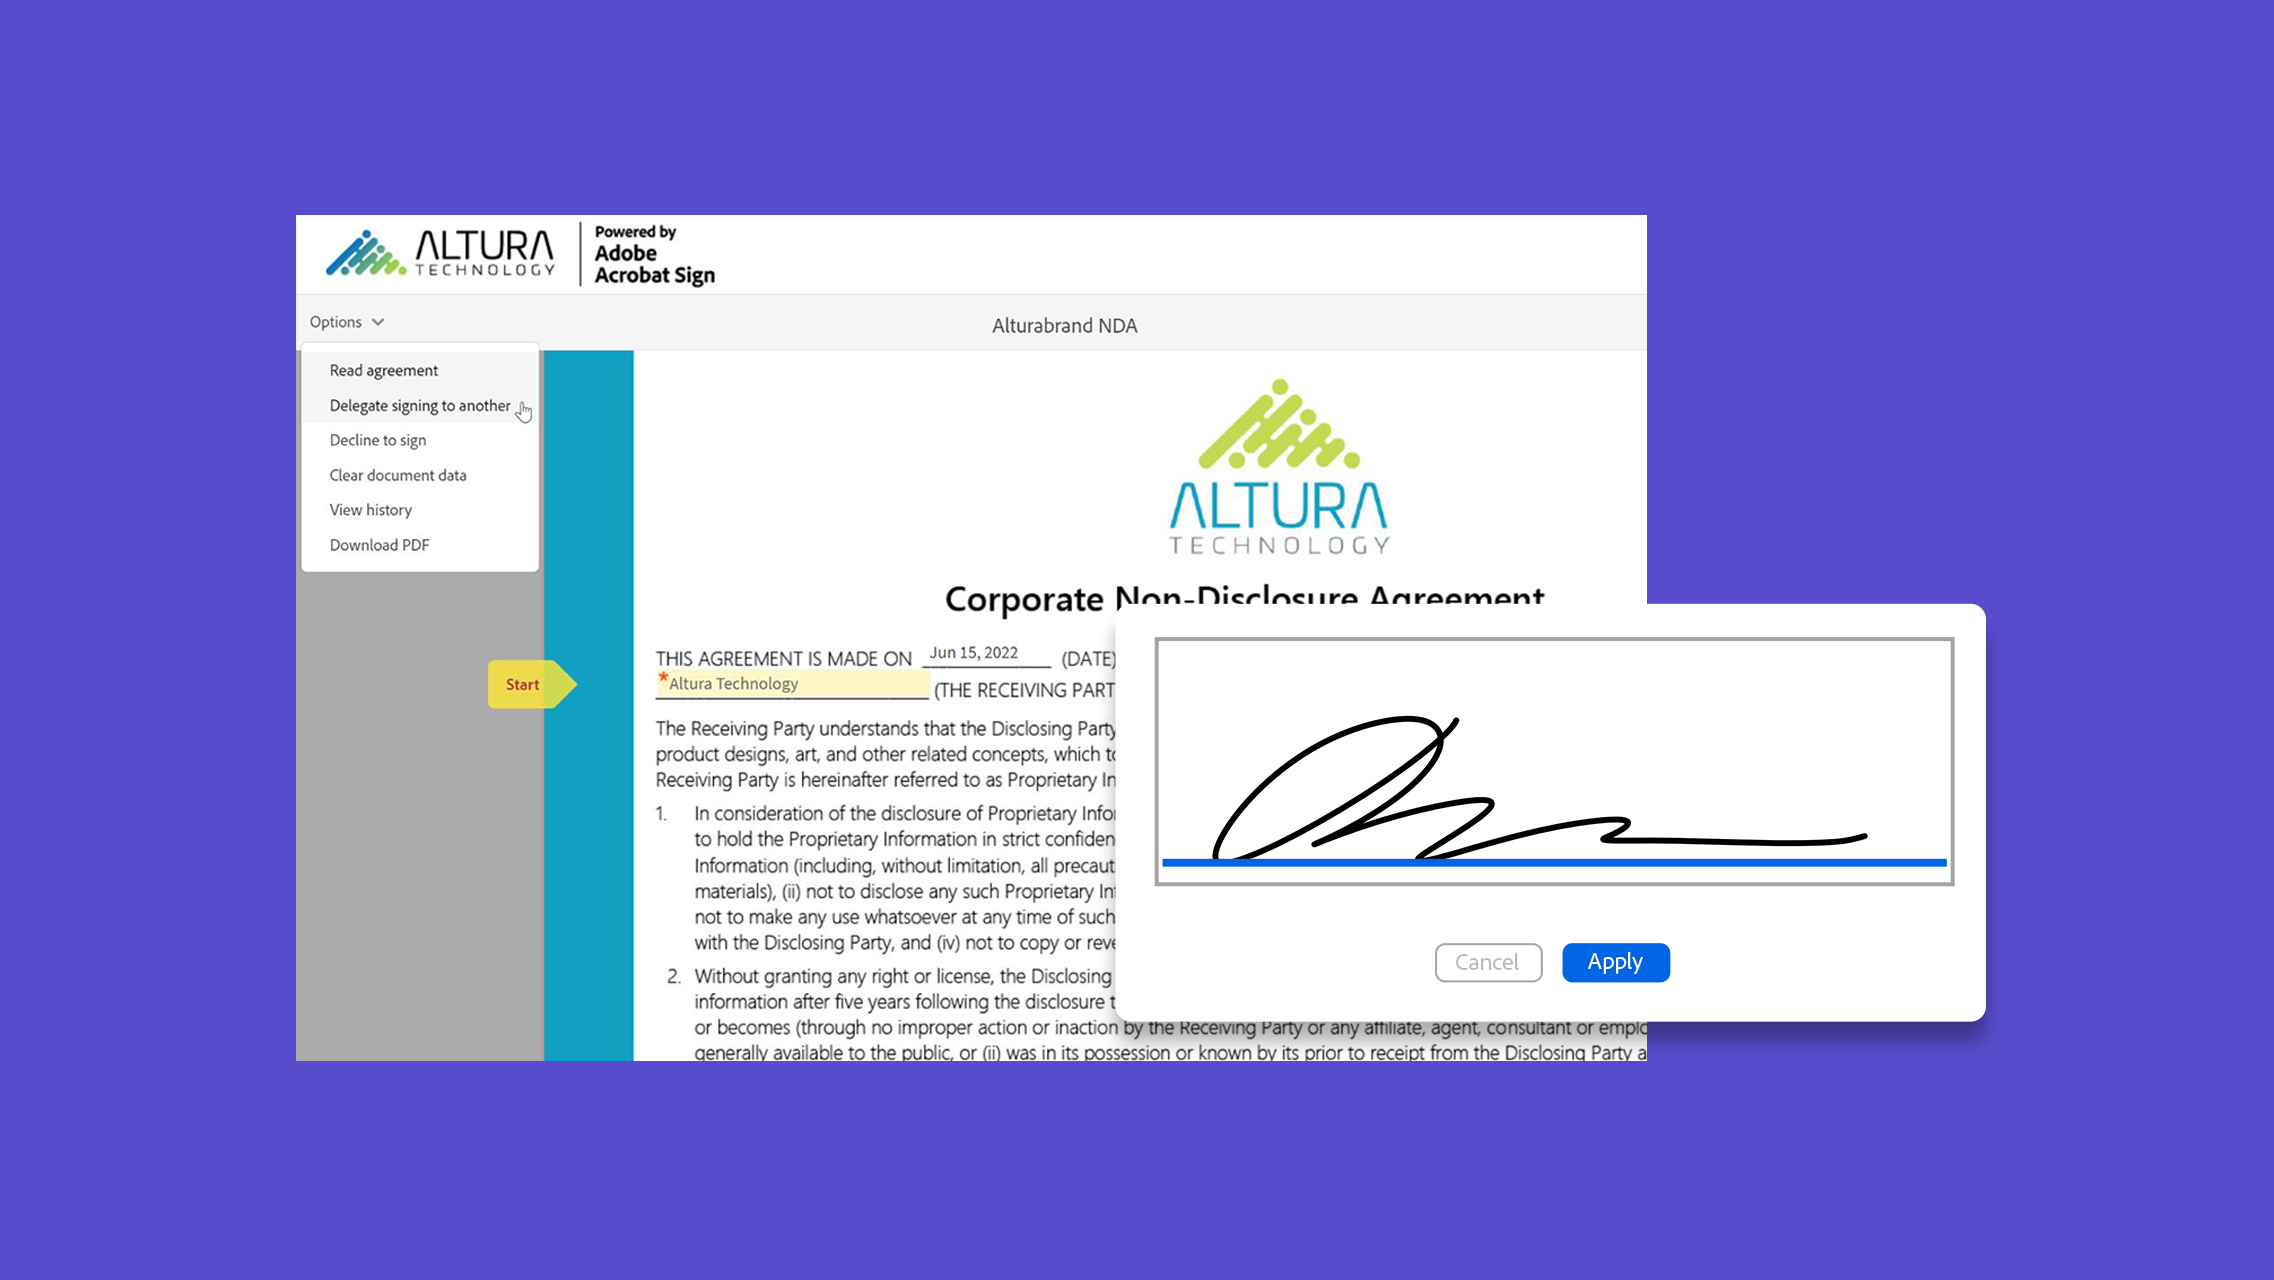 ALTURA
TECHNOLOGY
Powered by
Adobe
Acrobat Sign
Options
Alturabrand NDA
Read agreement
Delegate signing to another
Decline to sign
Clear document data
View history
Download PDF
ALTURA
TECHNOLOGY
Corporate Non-Disclosure Agreement
THIS AGREEMENT IS MADE ON Jun 15, 2022 (DATE)
Start
*Altura Technology (THE RECEIVING PART
The Receiving Party understands that the Disclosing Party
product designs, art, and other related concepts, which
Receiving Party is hereinafter referred to as Proprietary
1. In consideration of the disclosure of Proprietary
to hold the Proprietary Information in strict
Information (including, without limitation, all
materials), (ii) not to disclose any such Proprietary
not to make any use whatsoever at any time of such
with the Disclosing Party, and (iv) not to copy or
2. Without granting any right or license, the Disclosing
information after five years following the disclosure
or becomes (through no improper action or inaction by the Receiving Party or any affiliate, agent, consultant or
generally available to the public, or (ii) was in its possession or known by its prior to receipt from the Disclosing Party
Cancel
Apply